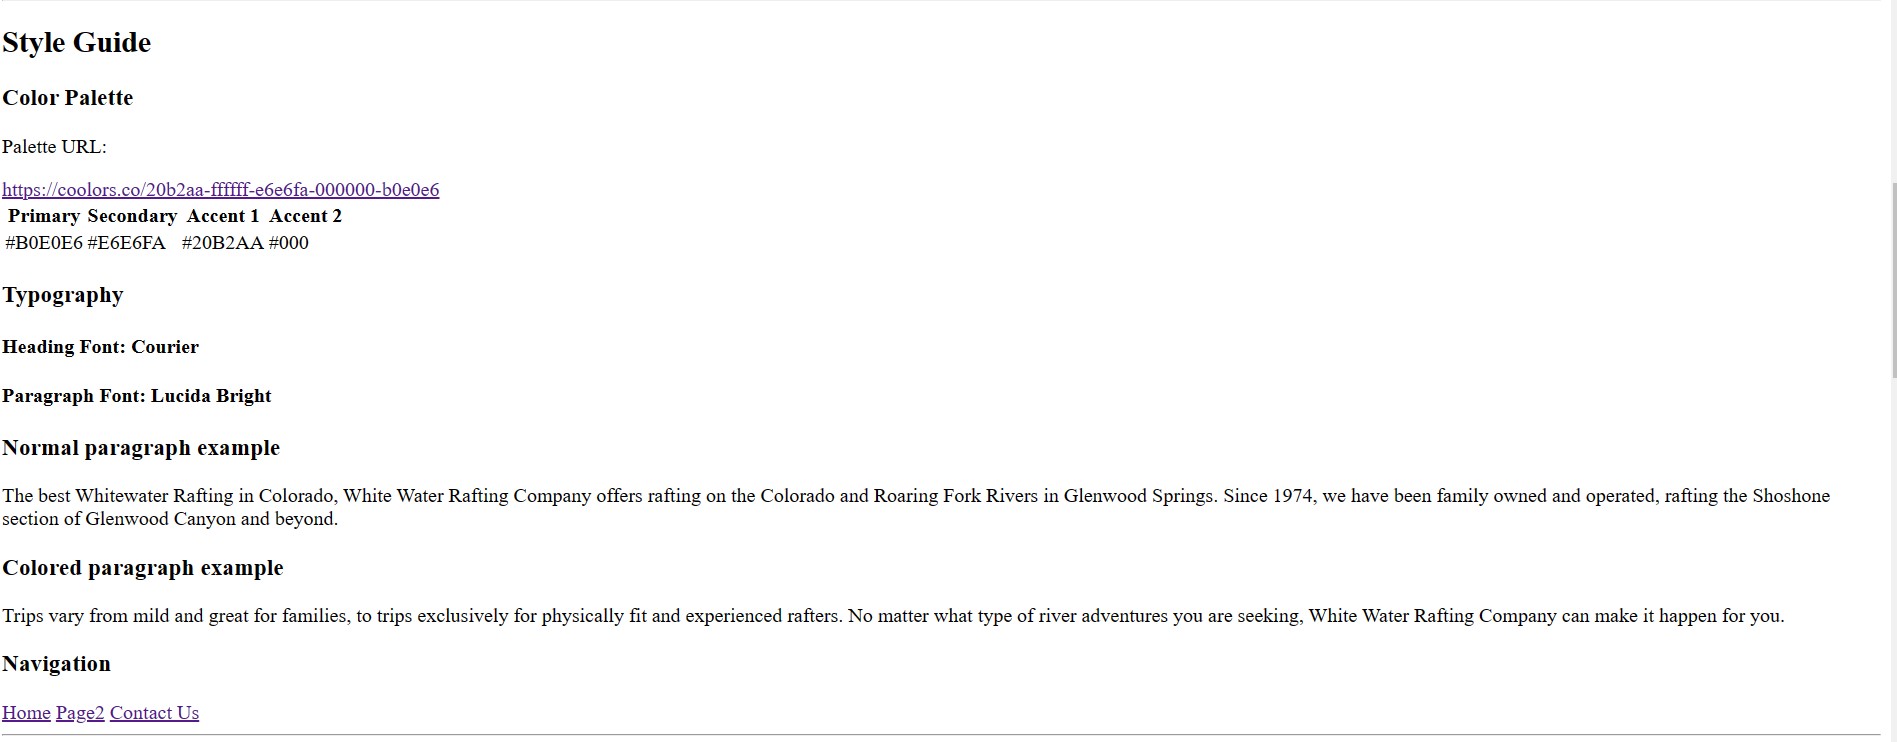 Style Guide
Color Palette
Palette URL:
https://coolors.co/20b2aa-ffffff-e6e6fa-000000-b0e0e6
Primary Secondary Accent 1 Accent 2
#B0E0E6 #E6E6FA #20B2AA #000
Typography
Heading Font: Courier
Paragraph Font: Lucida Bright
Normal paragraph example
The best Whitewater Rafting in Colorado, White Water Rafting Company offers rafting on the Colorado and Roaring Fork Rivers in Glenwood Springs. Since 1974, we have been family owned and operated, rafting the Shoshone
section of Glenwood Canyon and beyond.
Colored paragraph example
Trips vary from mild and great for families, to trips exclusively for physically fit and experienced rafters. No matter what type of river adventures you are seeking, White Water Rafting Company can make it happen for you.
Navigation
Home Page2 Contact Us